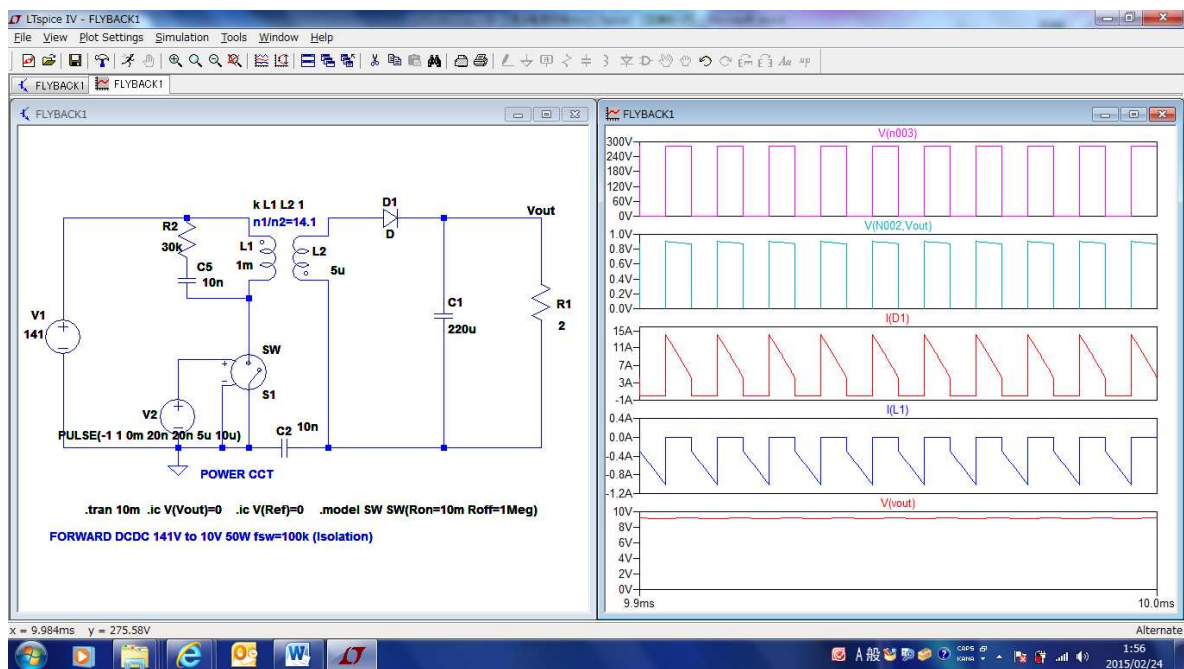 LTspice IV - FLYBACK1
File View Plot Settings Simulation Tools Window Help
FLYBACK1 FLYBACK1
FLYBACK1
k L1 L2 1
n1/n2=14.1
D1
D
Vout
R2
30k
L1
1m
L2
5u
C5
10n
C1
220u
R1
2
V1
141
SW
S1
V2
PULSE(-1 1 0m 20n 20n 5u 10u)
C2 10n
POWER CCT
.tran 10m .ic V(Vout)=0 .ic V(Ref)=0 .model SW SW(Ron=10m Roff=1Meg)
FORWARD DCDC 141V to 10V 50W fsw=100k (Isolation)
FLYBACK1
V(n003)
300V
240V
180V
120V
60V
0V
V(N002,Vout)
1.0V
0.8V
0.6V
0.4V
0.2V
0.0V
I(D1)
15A
11A
7A
3A
-1A
I(L1)
0.4A
0.0A
-0.4A
-0.8A
-1.2A
V(vout)
10V
8V
6V
4V
2V
0V
9.9ms 10.0ms
x = 9.984ms y = 275.58V Alternate
A 般 CAPS KANA
1:56
2015/02/24